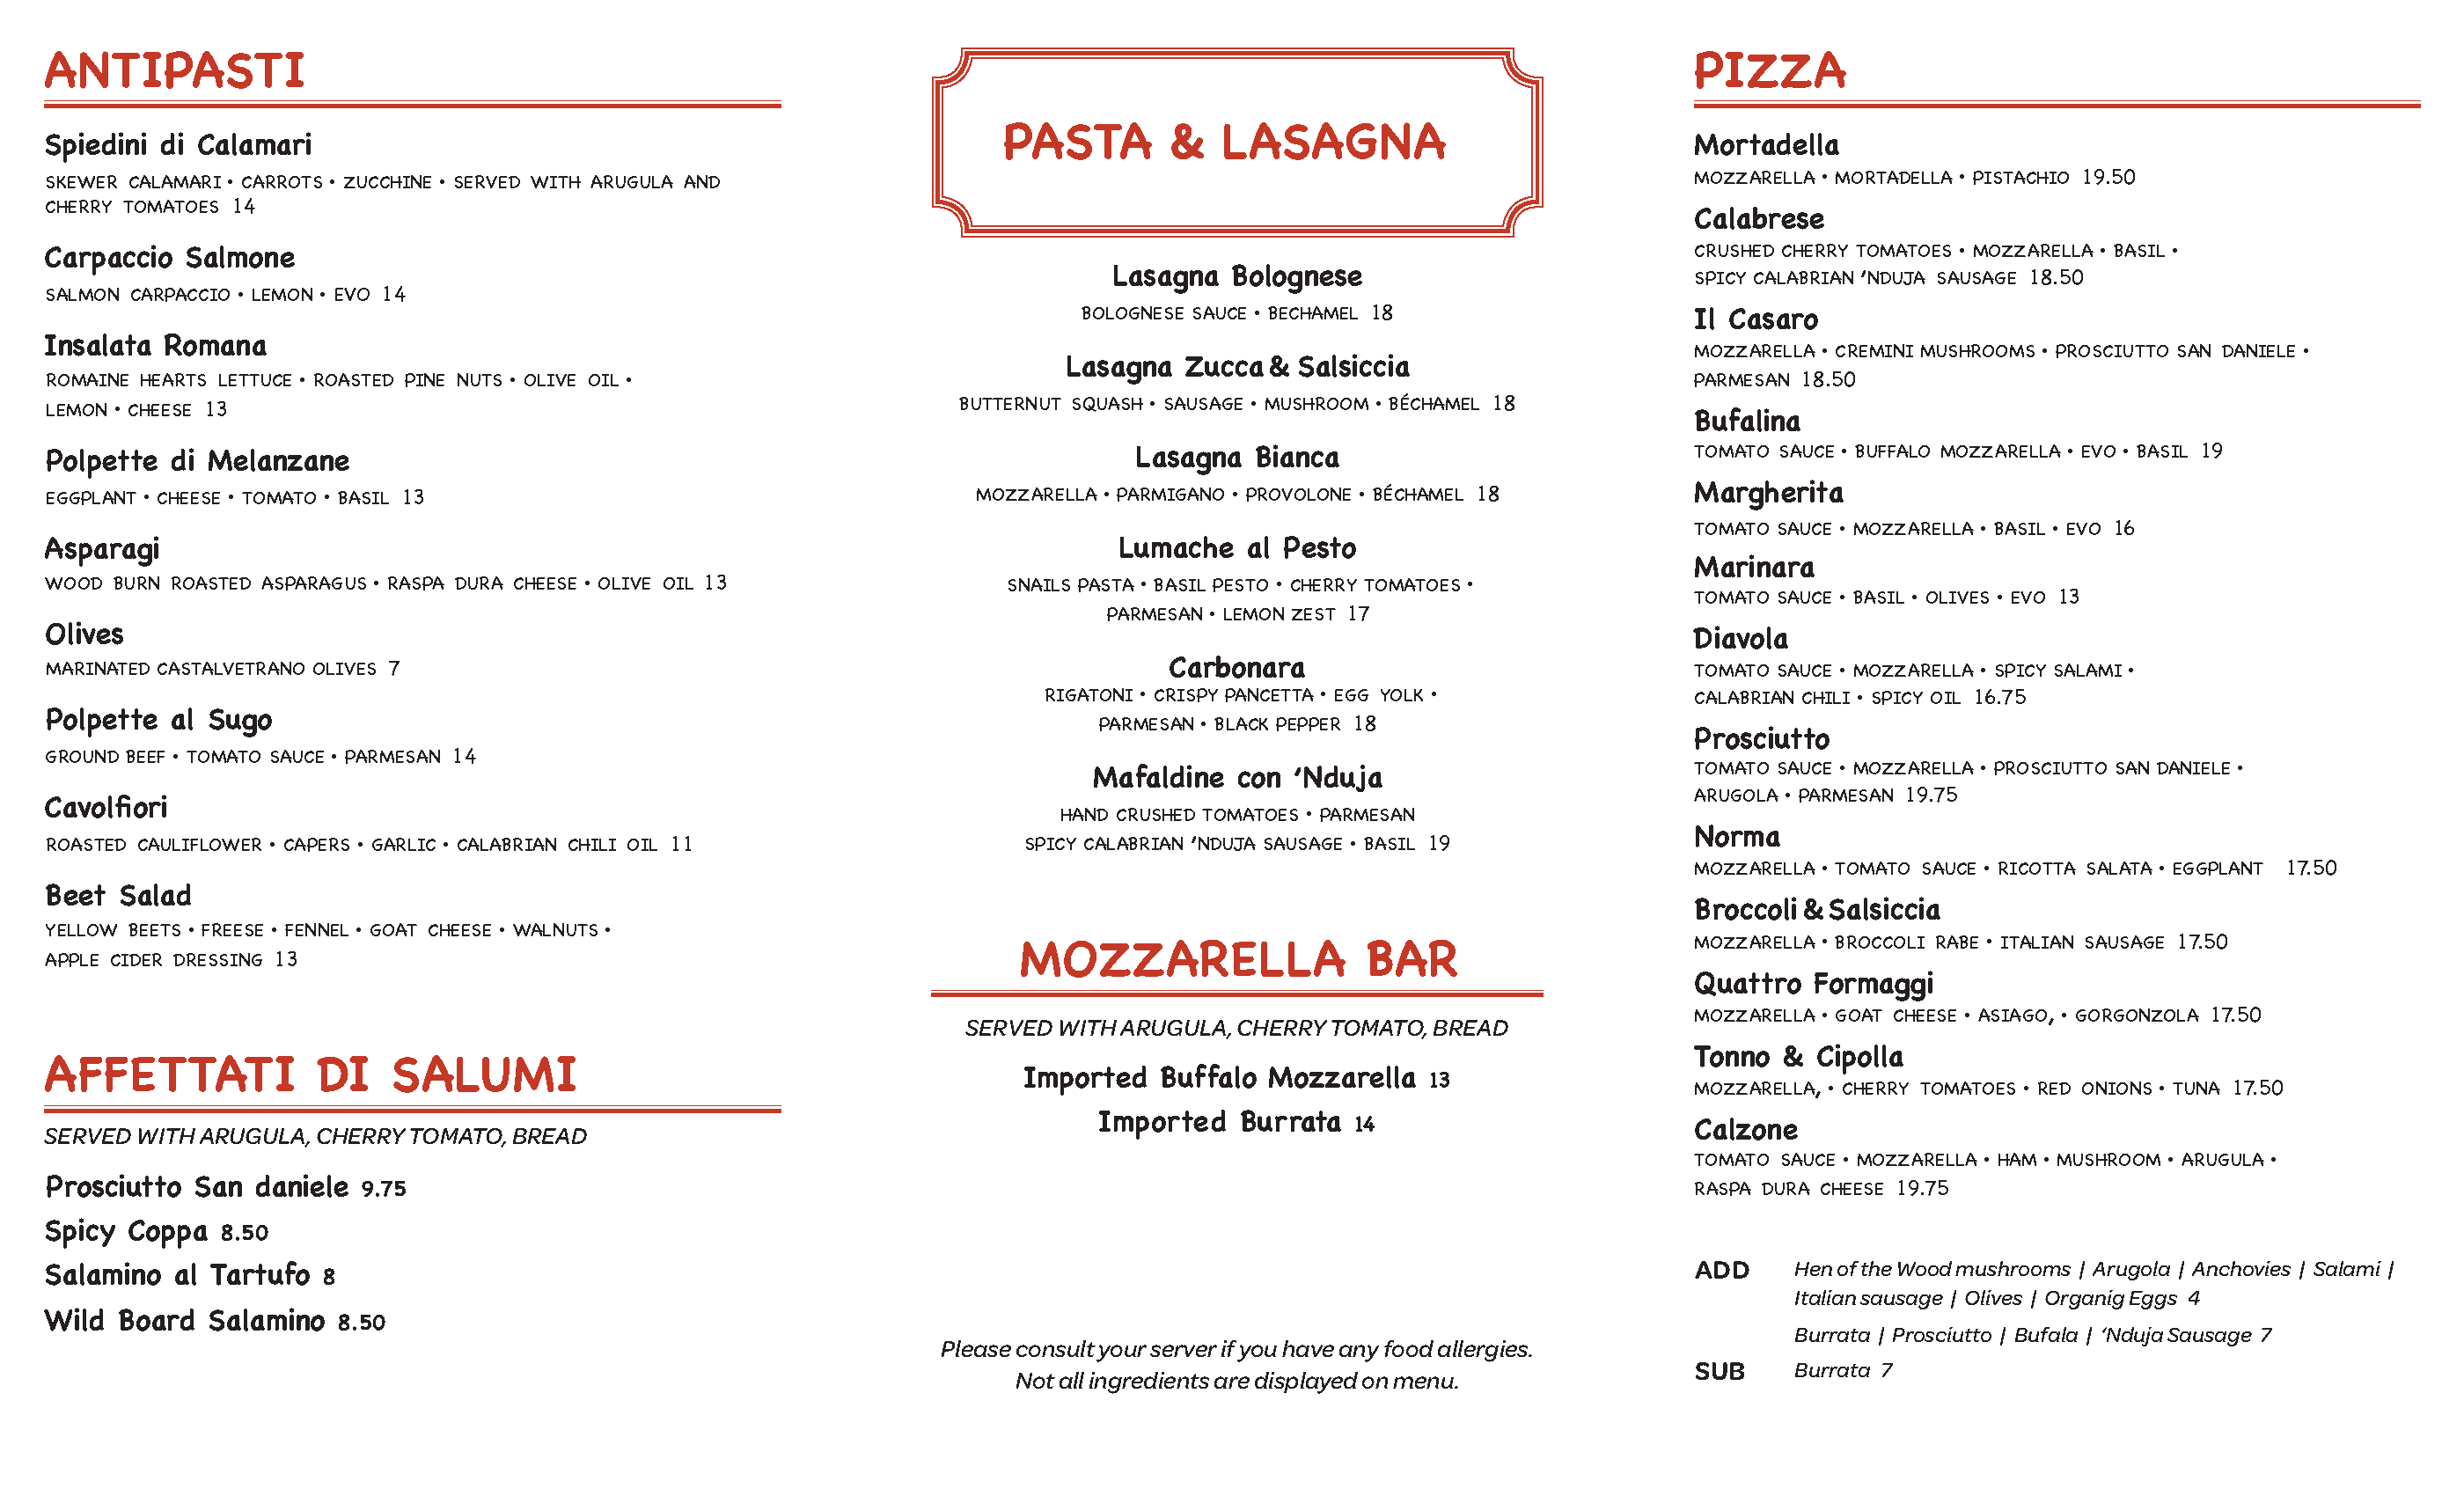 ANTIPASTI
Spiedini di Calamari
SKEWER CALAMARI • CARROTS • ZUCCHINE • SERVED WITH ARUGULA AND
CHERRY TOMATOES 14
Carpaccio Salmone
SALMON CARPACCIO • LEMON • EVO 14
Insalata Romana
ROMAINE HEARTS LETTUCE • ROASTED PINE NUTS • OLIVE OIL •
LEMON • CHEESE 13
Polpette di Melanzane
EGGPLANT • CHEESE • TOMATO • BASIL 13
Asparagi
WOOD BURN ROASTED ASPARAGUS • RASPA DURA CHEESE • OLIVE OIL 13
Olives
MARINATED CASTALVETRANO OLIVES 7
Polpette al Sugo
GROUND BEEF • TOMATO SAUCE • PARMESAN 14
Cavolfiori
ROASTED CAULIFLOWER • CAPERS • GARLIC • CALABRIAN CHILI OIL 11
Beet Salad
YELLOW BEETS • FREESE • FENNEL • GOAT CHEESE • WALNUTS •
APPLE CIDER DRESSING 13
AFFETTATI DI SALUMI
SERVED WITH ARUGULA, CHERRY TOMATO, BREAD
Prosciutto San daniele 9.75
Spicy Coppa 8.50
Salamino al Tartufo 8
Wild Board Salamino 8.50
PASTA & LASAGNA
Lasagna Bolognese
BOLOGNESE SAUCE • BECHAMEL 18
Lasagna Zucca & Salsiccia
BUTTERNUT SQUASH • SAUSAGE • MUSHROOM • BÉCHAMEL 18
Lasagna Bianca
MOZZARELLA • PARMIGANO • PROVOLONE • BÉCHAMEL 18
Lumache al Pesto
SNAILS PASTA • BASIL PESTO • CHERRY TOMATOES •
PARMESAN • LEMON ZEST 17
Carbonara
RIGATONI • CRISPY PANCETTA • EGG YOLK •
PARMESAN • BLACK PEPPER 18
Mafaldine con ‘Nduja
HAND CRUSHED TOMATOES • PARMESAN
SPICY CALABRIAN ‘NDUJA SAUSAGE • BASIL 19
MOZZARELLA BAR
SERVED WITH ARUGULA, CHERRY TOMATO, BREAD
Imported Buffalo Mozzarella 13
Imported Burrata 14
Please consult your server if you have any food allergies.
Not all ingredients are displayed on menu.
PIZZA
Mortadella
MOZZARELLA • MORTADELLA • PISTACHIO 19.50
Calabrese
CRUSHED CHERRY TOMATOES • MOZZARELLA • BASIL •
SPICY CALABRIAN ‘NDUJA SAUSAGE 18.50
Il Casaro
MOZZARELLA • CREMINI MUSHROOMS • PROSCIUTTO SAN DANIELE •
PARMESAN 18.50
Bufalina
TOMATO SAUCE • BUFFALO MOZZARELLA • EVO • BASIL 19
Margherita
TOMATO SAUCE • MOZZARELLA • BASIL • EVO 16
Marinara
TOMATO SAUCE • BASIL • OLIVES • EVO 13
Diavola
TOMATO SAUCE • MOZZARELLA • SPICY SALAMI •
CALABRIAN CHILI • SPICY OIL 16.75
Prosciutto
TOMATO SAUCE • MOZZARELLA • PROSCIUTTO SAN DANIELE •
ARUGOLA • PARMESAN 19.75
Norma
MOZZARELLA • TOMATO SAUCE • RICOTTA SALATA • EGGPLANT 17.50
Broccoli & Salsiccia
MOZZARELLA • BROCCOLI RABE • ITALIAN SAUSAGE 17.50
Quattro Formaggi
MOZZARELLA • GOAT CHEESE • ASIAGO, • GORGONZOLA 17.50
Tonno & Cipolla
MOZZARELLA, • CHERRY TOMATOES • RED ONIONS • TUNA 17.50
Calzone
TOMATO SAUCE • MOZZARELLA • HAM • MUSHROOM • ARUGULA •
RASPA DURA CHEESE 19.75
ADD Hen of the Wood mushrooms | Arugola | Anchovies | Salami |
Italian sausage | Olives | Organig Eggs 4
Burrata | Prosciutto | Bufala | ‘Nduja Sausage 7
SUB Burrata 7